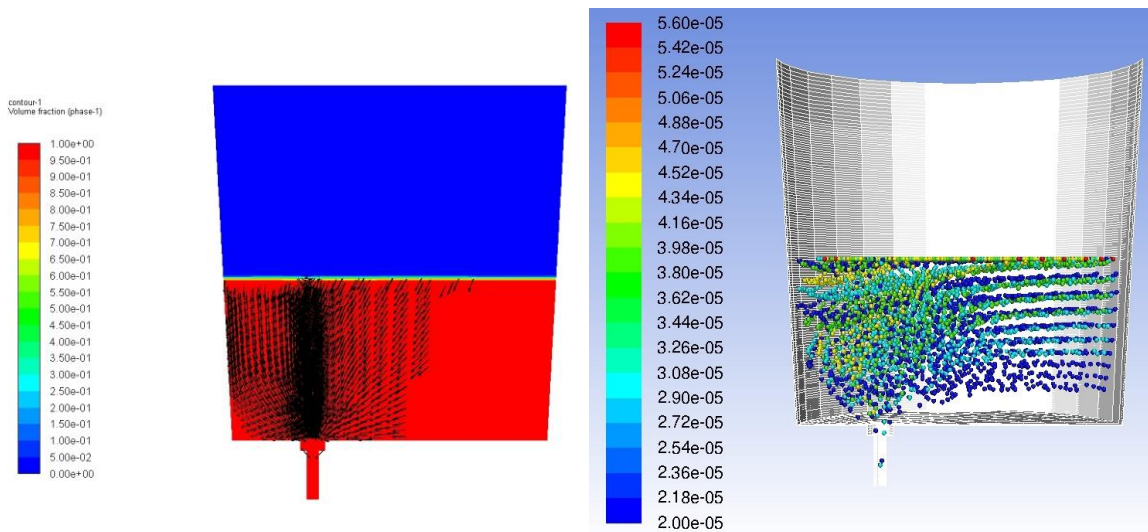 contour-1
Volume fraction (phase-1)
1.00e+00
9.50e-01
9.00e-01
8.50e-01
8.00e-01
7.50e-01
7.00e-01
6.50e-01
6.00e-01
5.50e-01
5.00e-01
4.50e-01
4.00e-01
3.50e-01
3.00e-01
2.50e-01
2.00e-01
1.50e-01
1.00e-01
5.00e-02
0.00e+00
5.60e-05
5.42e-05
5.24e-05
5.06e-05
4.88e-05
4.70e-05
4.52e-05
4.34e-05
4.16e-05
3.98e-05
3.80e-05
3.62e-05
3.44e-05
3.26e-05
3.08e-05
2.90e-05
2.72e-05
2.54e-05
2.36e-05
2.18e-05
2.00e-05